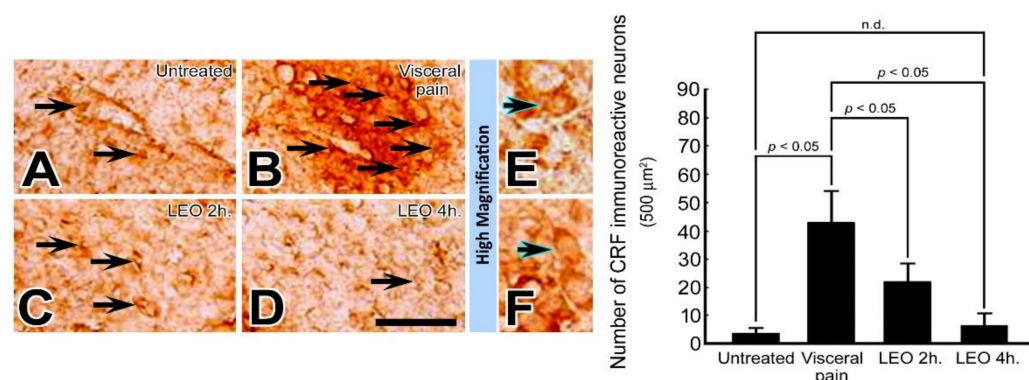 Untreated
A
Visceral
pain
B
LEO 2h.
C
LEO 4h.
D
High Magnification
E
F
Number of CRF immunoreactive neurons
(500 μm²)
90
80
70
60
50
40
30
20
10
0
n.d.
p < 0.05
p < 0.05
p < 0.05
Untreated
Visceral
pain
LEO 2h.
LEO 4h.